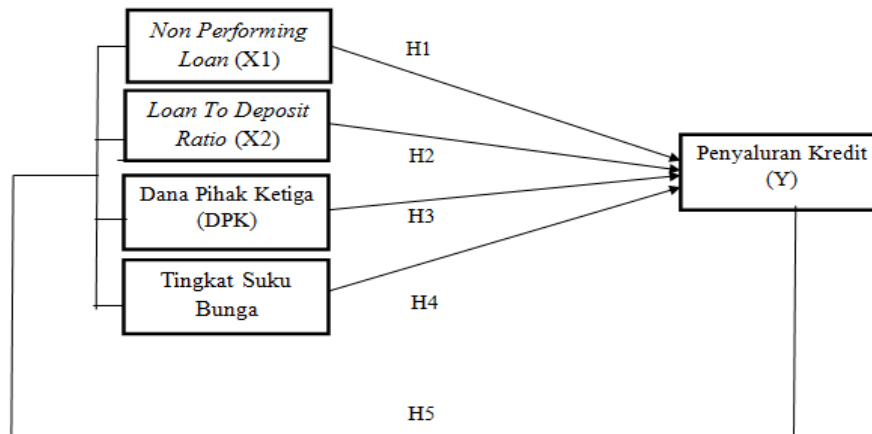 Non Performing
Loan (X1)
H1
Loan To Deposit
Ratio (X2)
H2
Penyaluran Kredit
(Y)
Dana Pihak Ketiga
(DPK)
H3
Tingkat Suku
Bunga
H4
H5